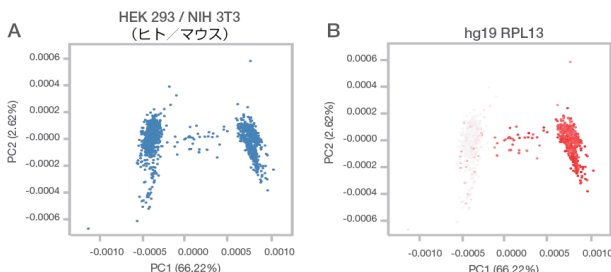 A
HEK 293 / NIH 3T3
（ヒト／マウス）
PC2 (2.62%)
0.0006
0.0004
0.0002
-0.0000
-0.0002
-0.0004
-0.0006
-0.0010 -0.0005 0.0000 0.0005 0.0010
PC1 (66.22%)
B
hg19 RPL13
PC2 (2.62%)
0.0006
0.0004
0.0002
-0.0000
-0.0002
-0.0004
-0.0006
-0.0010 -0.0005 0.0000 0.0005 0.0010
PC1 (66.22%)